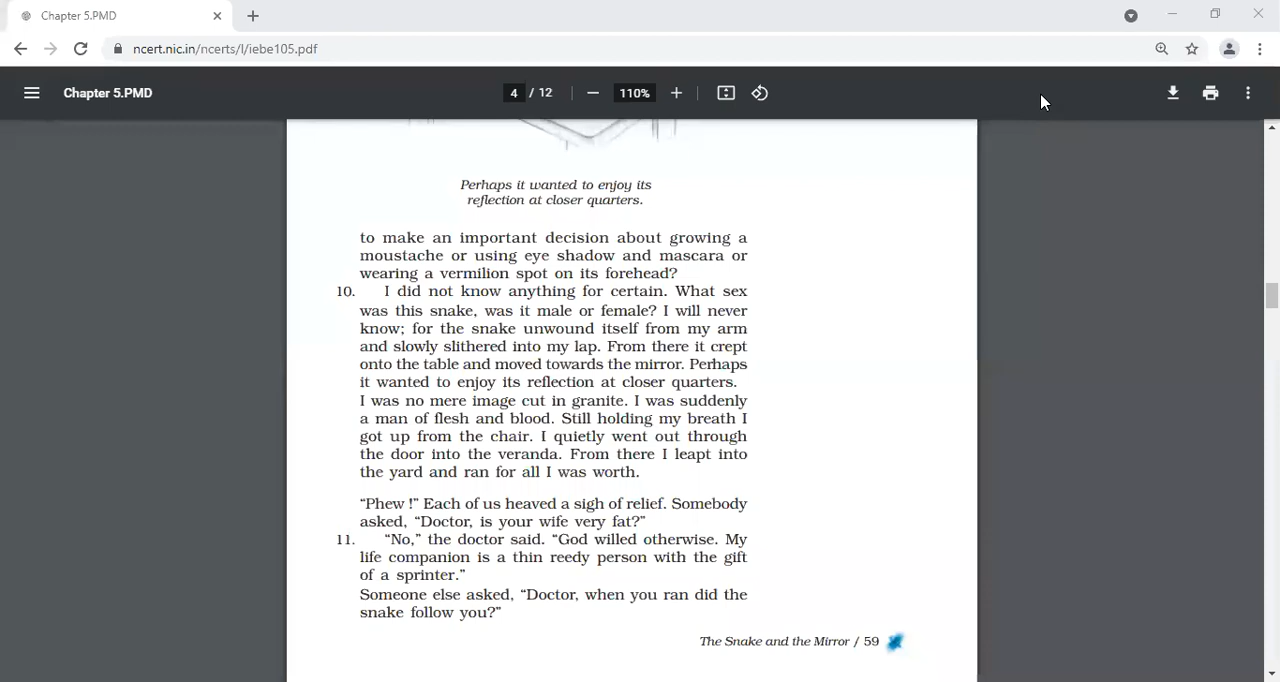 Chapter 5.PMD
ncert.nic.in/ncerts/l/iebe105.pdf
Chapter 5.PMD
4 / 12
110%
Perhaps it wanted to enjoy its
reflection at closer quarters.
to make an important decision about growing a
moustache or using eye shadow and mascara or
wearing a vermilion spot on its forehead?
10. I did not know anything for certain. What sex
was this snake, was it male or female? I will never
know; for the snake unwound itself from my arm
and slowly slithered into my lap. From there it crept
onto the table and moved towards the mirror. Perhaps
it wanted to enjoy its reflection at closer quarters.
I was no mere image cut in granite. I was suddenly
a man of flesh and blood. Still holding my breath I
got up from the chair. I quietly went out through
the door into the veranda. From there I leapt into
the yard and ran for all I was worth.
“Phew !” Each of us heaved a sigh of relief. Somebody
asked, “Doctor, is your wife very fat?”
11. “No,” the doctor said. “God willed otherwise. My
life companion is a thin reedy person with the gift
of a sprinter.”
Someone else asked, “Doctor, when you ran did the
snake follow you?”
The Snake and the Mirror / 59